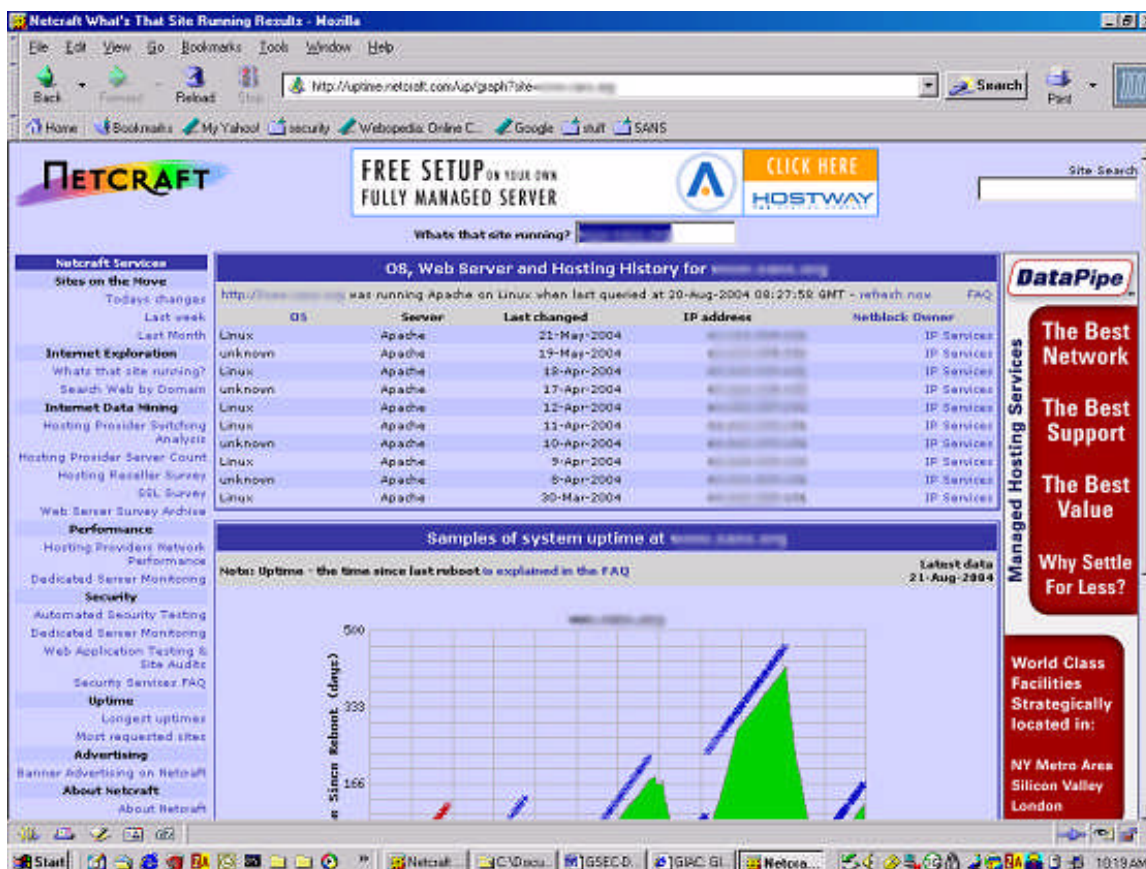 Netcraft What's That Site Running Results - Mozilla
File Edit View Go Bookmarks Tools Window Help
Back Forward Reload Stop
http://uptime.netcraft.com/up/graph?site=
Search Print
Home Bookmarks My Yahoo! security Webopedia: Online C... Google stuff SANS
NETCRAFT
FREE SETUP ON YOUR OWN
FULLY MANAGED SERVER
CLICK HERE
HOSTWAY
Site Search
Whats that site running?
Netcraft Services
Sites on the Move
Todays changes
Last week
Last Month
Internet Exploration
Whats that site running?
Search Web by Domain
Internet Data Mining
Hosting Provider Switching
Analysis
Hosting Provider Server Count
Hosting Reseller Survey
SSL Survey
Web Server Survey Archive
Performance
Hosting Providers Network
Performance
Dedicated Server Monitoring
Security
Automated Security Testing
Dedicated Server Monitoring
Web Application Testing &
Site Audits
Security Services FAQ
Uptime
Longest uptimes
Most requested sites
Advertising
Banner Advertising on Netcraft
About Netcraft
About Netcraft
OS, Web Server and Hosting History for
http:// was running Apache on Linux when last queried at 20-Aug-2004 08:27:58 GMT - refresh now FAQ
OS Server Last changed IP address Netblock Owner
Linux Apache 21-May-2004 IP Services
unknown Apache 19-May-2004 IP Services
Linux Apache 18-Apr-2004 IP Services
unknown Apache 17-Apr-2004 IP Services
Linux Apache 12-Apr-2004 IP Services
Linux Apache 11-Apr-2004 IP Services
unknown Apache 10-Apr-2004 IP Services
Linux Apache 9-Apr-2004 IP Services
unknown Apache 8-Apr-2004 IP Services
Linux Apache 30-Mar-2004 IP Services
Samples of system uptime at
Note: Uptime - the time since last reboot is explained in the FAQ
Latest data
21-Aug-2004
500
333
166
Since Reboot (days)
DataPipe
Managed Hosting Services
The Best
Network
The Best
Support
The Best
Value
Why Settle
For Less?
World Class
Facilities
Strategically
located in:
NY Metro Area
Silicon Valley
London
Start Netcraft... C:\Docu... GSEC-D... GIAC GI... Netcra... 10:19 AM